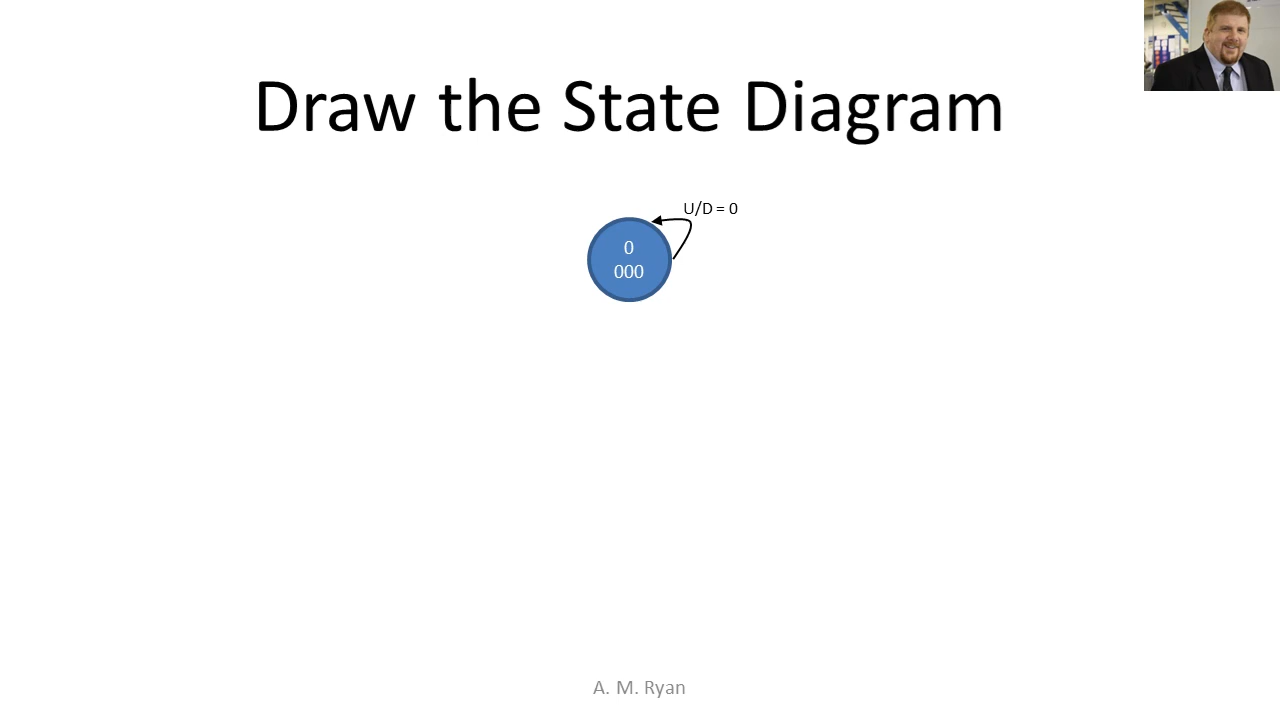 Draw the State Diagram
U/D = 0
0
000
A. M. Ryan